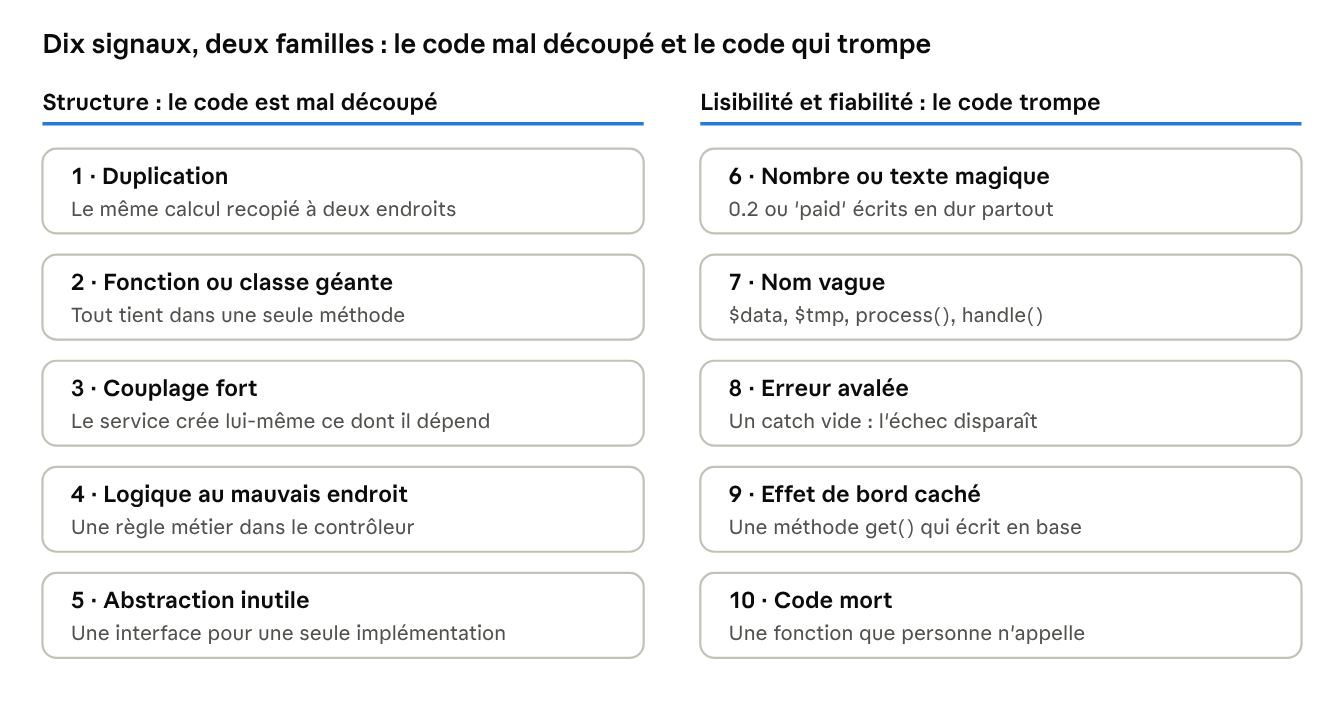 Dix signaux, deux familles : le code mal découpé et le code qui trompe
Structure : le code est mal découpé
1 · Duplication
Le même calcul recopié à deux endroits
2 · Fonction ou classe géante
Tout tient dans une seule méthode
3 · Couplage fort
Le service crée lui-même ce dont il dépend
4 · Logique au mauvais endroit
Une règle métier dans le contrôleur
5 · Abstraction inutile
Une interface pour une seule implémentation
Lisibilité et fiabilité : le code trompe
6 · Nombre ou texte magique
0.2 ou 'paid' écrits en dur partout
7 · Nom vague
$data, $tmp, process(), handle()
8 · Erreur avalée
Un catch vide : l'échec disparaît
9 · Effet de bord caché
Une méthode get() qui écrit en base
10 · Code mort
Une fonction que personne n'appelle